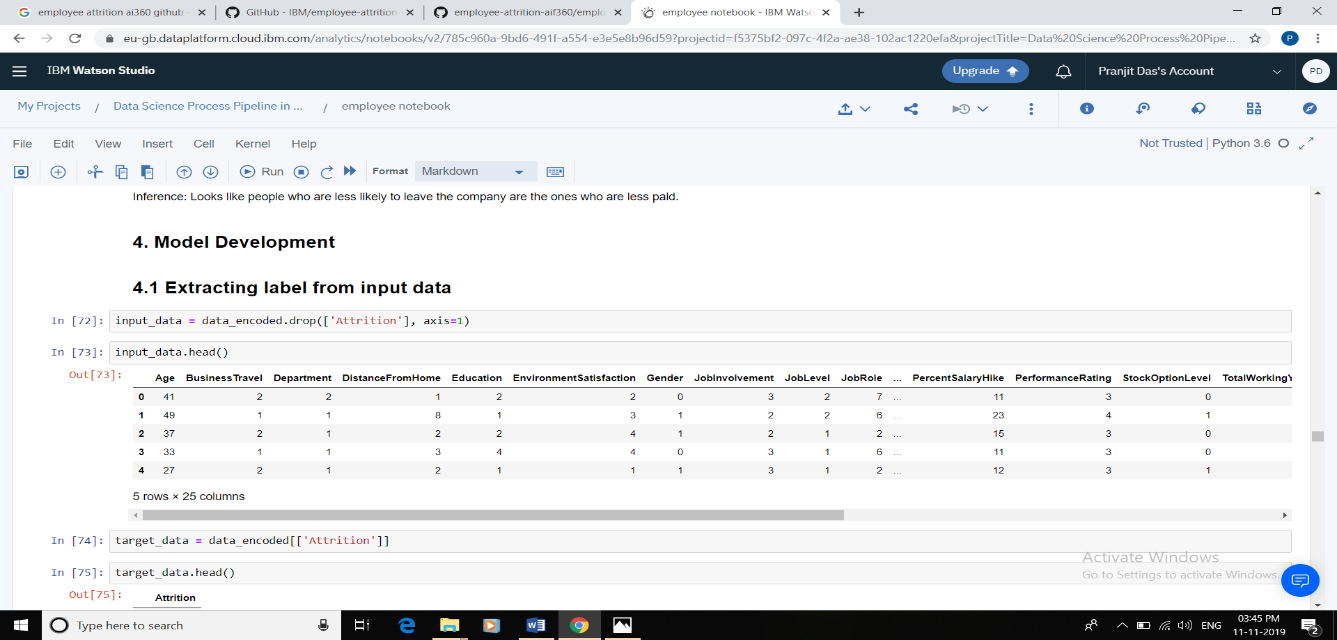 employee attrition ai360 github
GitHub - IBM/employee-attrition
employee-attrition-aif360/emplo
employee notebook - IBM Watso
eu-gb.dataplatform.cloud.ibm.com/analytics/notebooks/v2/785c960a-9bd6-491f-a554-e3e5e8b96d59?projectid=f5375bf2-097c-4f2a-ae38-102ac1220efa&projectTitle=Data%20Science%20Process%20Pipe...
P
IBM Watson Studio
Upgrade
Pranjit Das's Account
PD
My Projects / Data Science Process Pipeline in ... / employee notebook
File Edit View Insert Cell Kernel Help
Not Trusted | Python 3.6
Run
Format
Markdown
Inference: Looks like people who are less likely to leave the company are the ones who are less paid.
4. Model Development
4.1 Extracting label from input data
In [72]: input_data = data_encoded.drop(['Attrition'], axis=1)
In [73]: input_data.head()
Out[73]:
Age BusinessTravel Department DistanceFromHome Education EnvironmentSatisfaction Gender JobInvolvement JobLevel JobRole ... PercentSalaryHike PerformanceRating StockOptionLevel TotalWorkingY
0 41 2 2 1 2 2 0 3 2 7 ... 11 3 0
1 49 1 1 8 1 3 1 2 2 6 ... 23 4 1
2 37 2 1 2 2 4 1 2 1 2 ... 15 3 0
3 33 1 1 3 4 4 0 3 1 6 ... 11 3 0
4 27 2 1 2 1 1 1 3 1 2 ... 12 3 1
5 rows × 25 columns
In [74]: target_data = data_encoded[['Attrition']]
In [75]: target_data.head()
Out[75]:
Attrition
Activate Windows
Go to Settings to activate Windows.
Type here to search
ENG
03:45 PM
11-11-2019
2